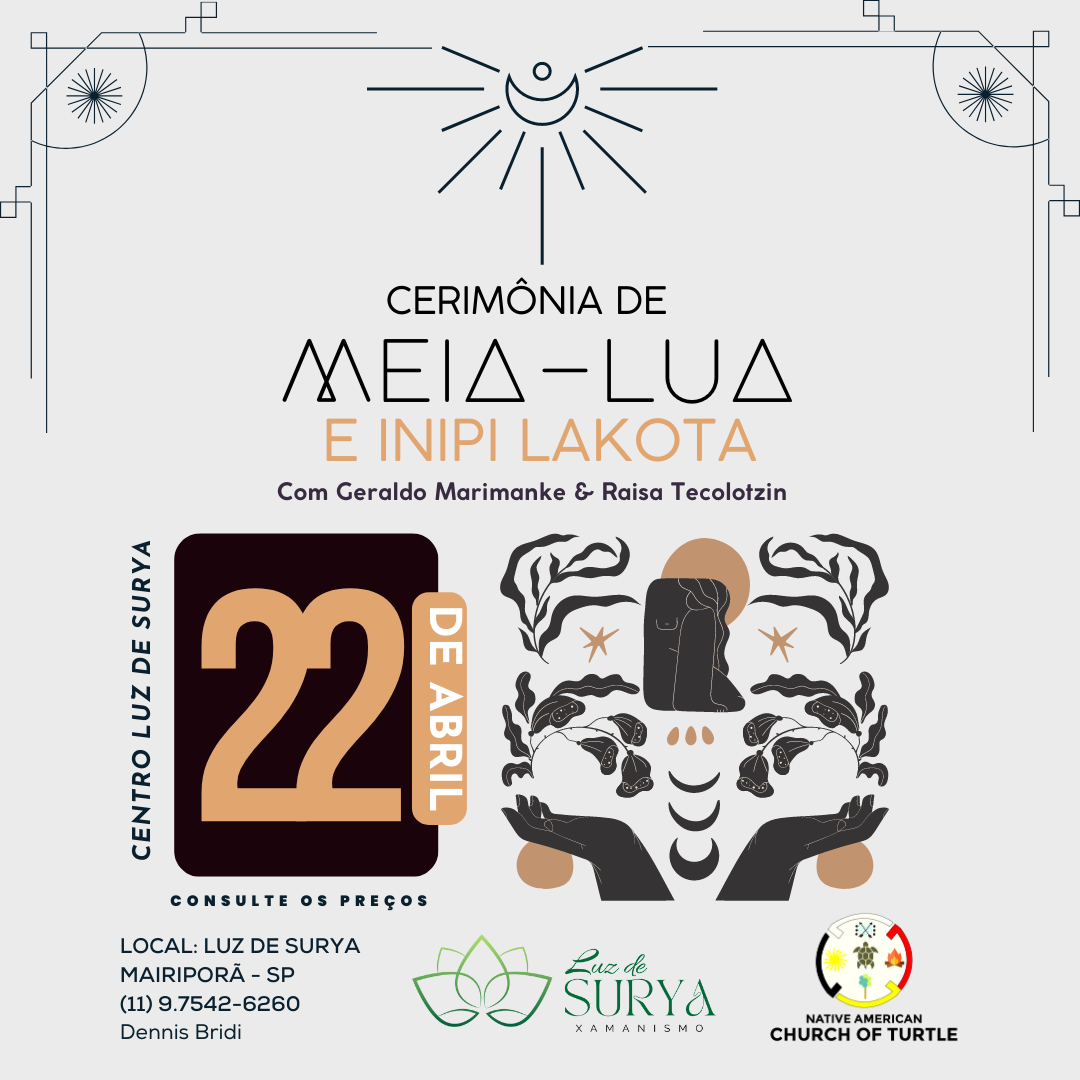 CERIMÔNIA DE
MEIA-LUA
E INIPI LAKOTA
Com Geraldo Marimanke & Raisa Tecolotzin
CENTRO LUZ DE SURYA
22
DE ABRIL
CONSULTE OS PREÇOS
LOCAL: LUZ DE SURYA
MAIRIPORÃ - SP
(11) 9.7542-6260
Dennis Bridi
Luz de
SURYA
XAMANISMO
NATIVE AMERICAN
CHURCH OF TURTLE